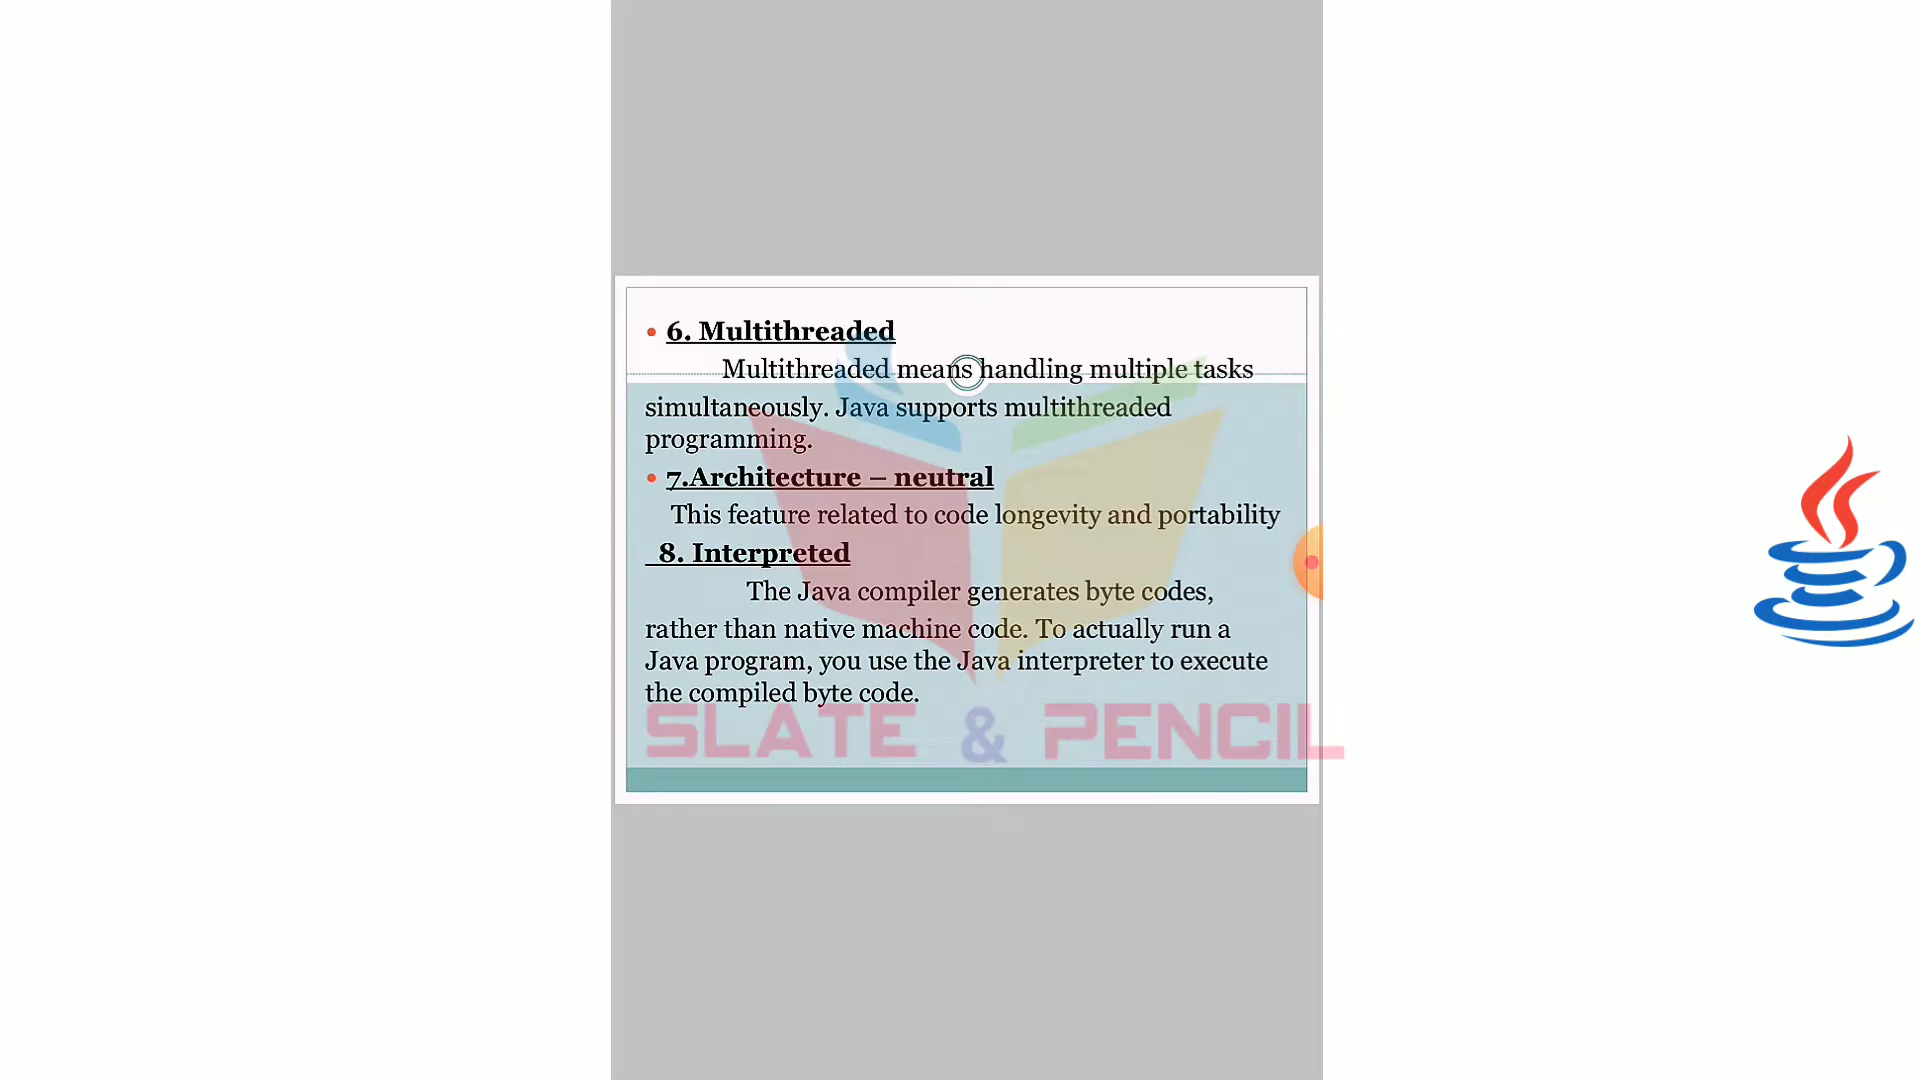 6. Multithreaded
Multithreaded means handling multiple tasks
simultaneously. Java supports multithreaded
programming.
7.Architecture – neutral
This feature related to code longevity and portability
8. Interpreted
The Java compiler generates byte codes,
rather than native machine code. To actually run a
Java program, you use the Java interpreter to execute
the compiled byte code.
SLATE & PENCIL